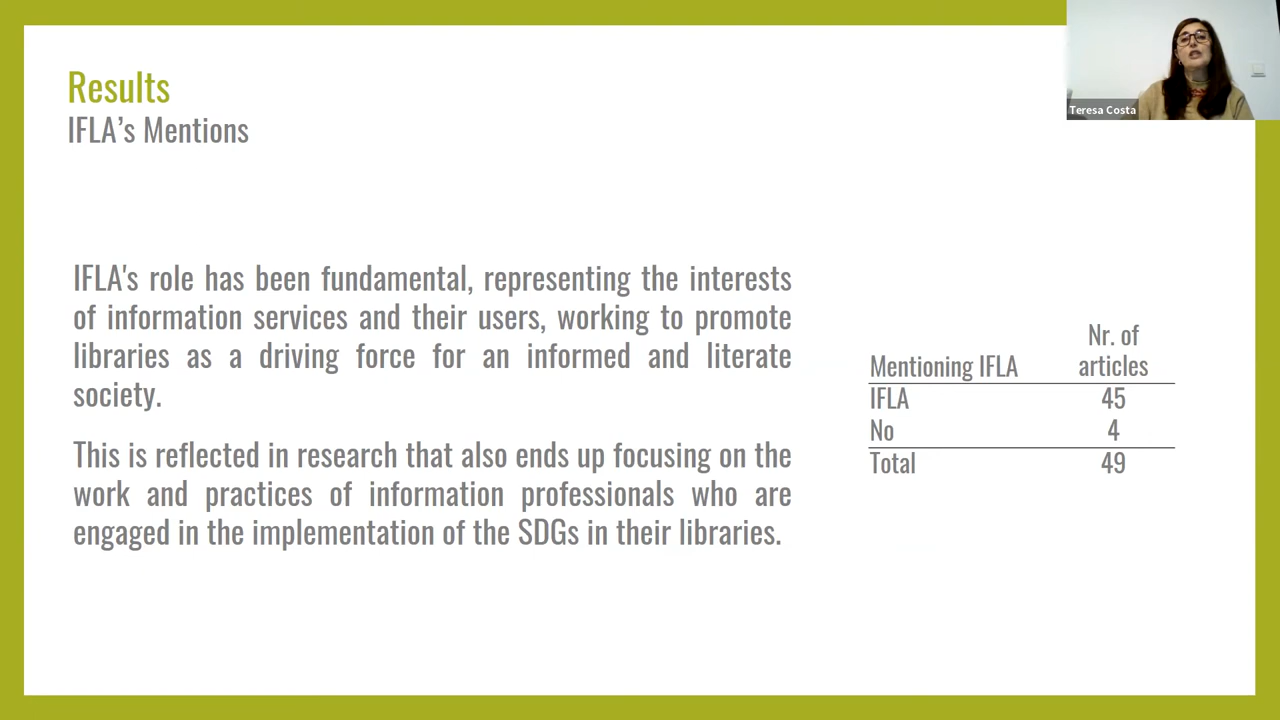 Results
IFLA's Mentions
Teresa Costa
IFLA's role has been fundamental, representing the interests
of information services and their users, working to promote
libraries as a driving force for an informed and literate
society.
This is reflected in research that also ends up focusing on the
work and practices of information professionals who are
engaged in the implementation of the SDGs in their libraries.
Mentioning IFLA Nr. of articles
IFLA 45
No 4
Total 49